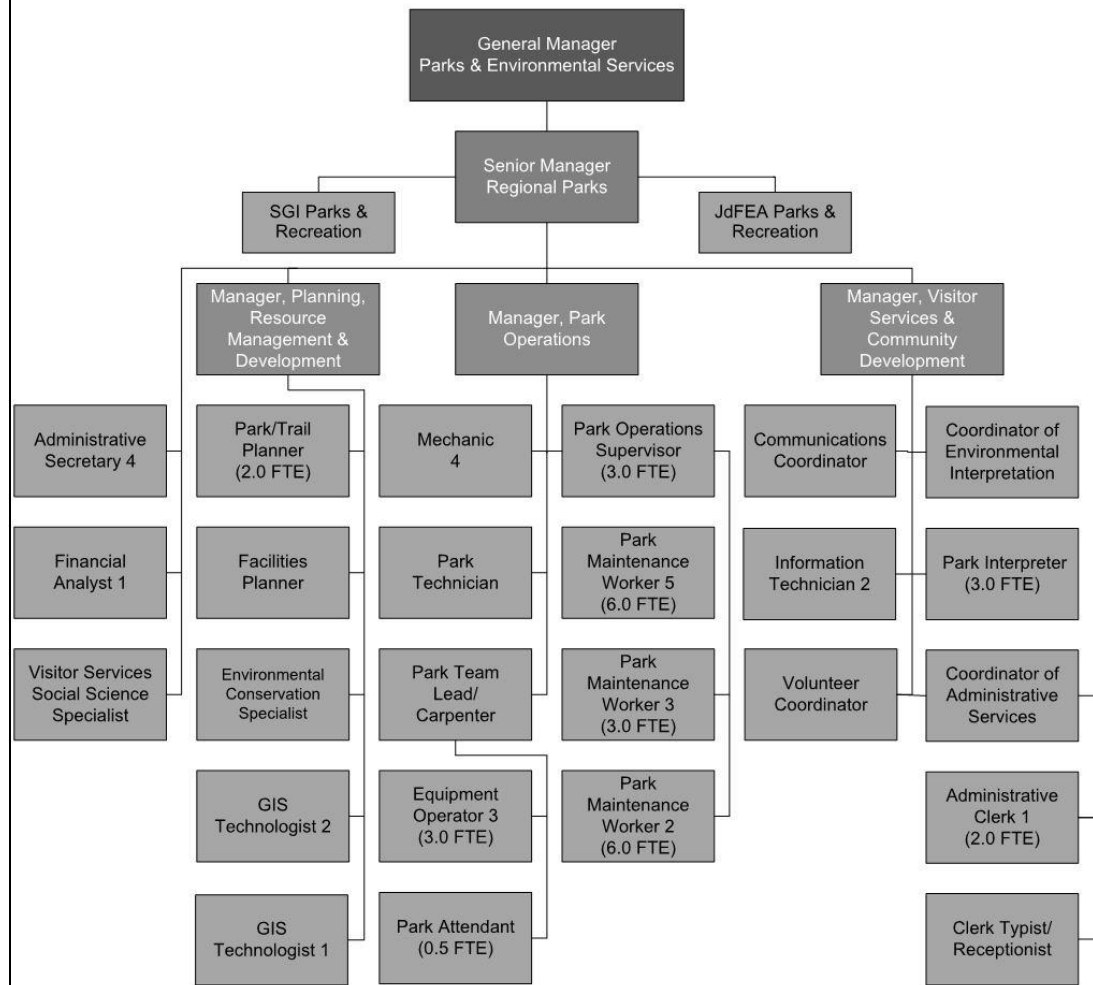 General Manager
Parks & Environmental Services
Senior Manager
Regional Parks
SGI Parks &
Recreation
JdFEA Parks &
Recreation
Manager, Planning,
Resource
Management &
Development
Manager, Park
Operations
Manager, Visitor
Services &
Community
Development
Administrative
Secretary 4
Park/Trail
Planner
(2.0 FTE)
Mechanic
4
Park Operations
Supervisor
(3.0 FTE)
Communications
Coordinator
Coordinator of
Environmental
Interpretation
Financial
Analyst 1
Facilities
Planner
Park
Technician
Park
Maintenance
Worker 5
(6.0 FTE)
Information
Technician 2
Park Interpreter
(3.0 FTE)
Visitor Services
Social Science
Specialist
Environmental
Conservation
Specialist
Park Team
Lead/
Carpenter
Park
Maintenance
Worker 3
(3.0 FTE)
Volunteer
Coordinator
Coordinator of
Administrative
Services
GIS
Technologist 2
Equipment
Operator 3
(3.0 FTE)
Park
Maintenance
Worker 2
(6.0 FTE)
Administrative
Clerk 1
(2.0 FTE)
GIS
Technologist 1
Park Attendant
(0.5 FTE)
Clerk Typist/
Receptionist